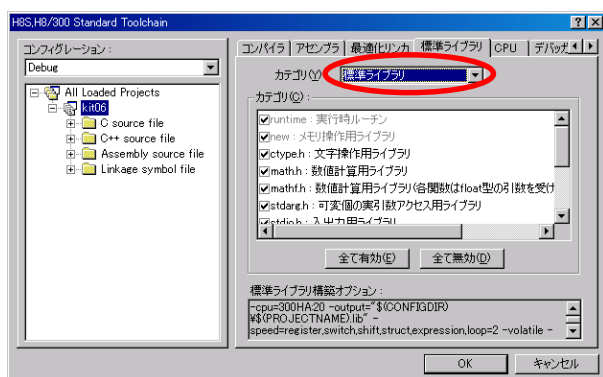 H8S,H8/300 Standard Toolchain
コンフィグレーション :
Debug
All Loaded Projects
kit06
C source file
C++ source file
Assembly source file
Linkage symbol file
コンパイラ アセンブラ 最適化リンカ 標準ライブラリ CPU デバッガ
カテゴリ(Y) 標準ライブラリ
カテゴリ(C) :
runtime : 実行時ルーチン
new : メモリ操作用ライブラリ
ctype.h : 文字操作用ライブラリ
math.h : 数値計算用ライブラリ
mathf.h : 数値計算用ライブラリ(各関数はfloat型の引数を受け
stdarg.h : 可変個の実引数アクセス用ライブラリ
stdio.h : 入出力用ライブラリ
全て有効(E) 全て無効(D)
標準ライブラリ構築オプション :
-cpu=300HA:20 -output="$(CONFIGDIR)
¥$(PROJECTNAME).lib" -
speed=register,switch,shift,struct,expression,loop=2 -volatile -
OK キャンセル